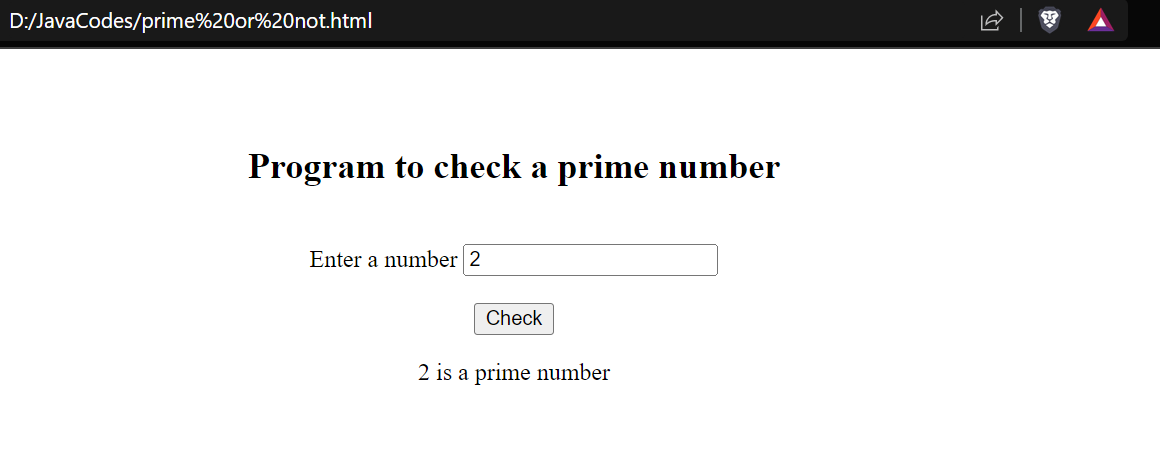 D:/JavaCodes/prime%20or%20not.html
Program to check a prime number
Enter a number 2
Check
2 is a prime number